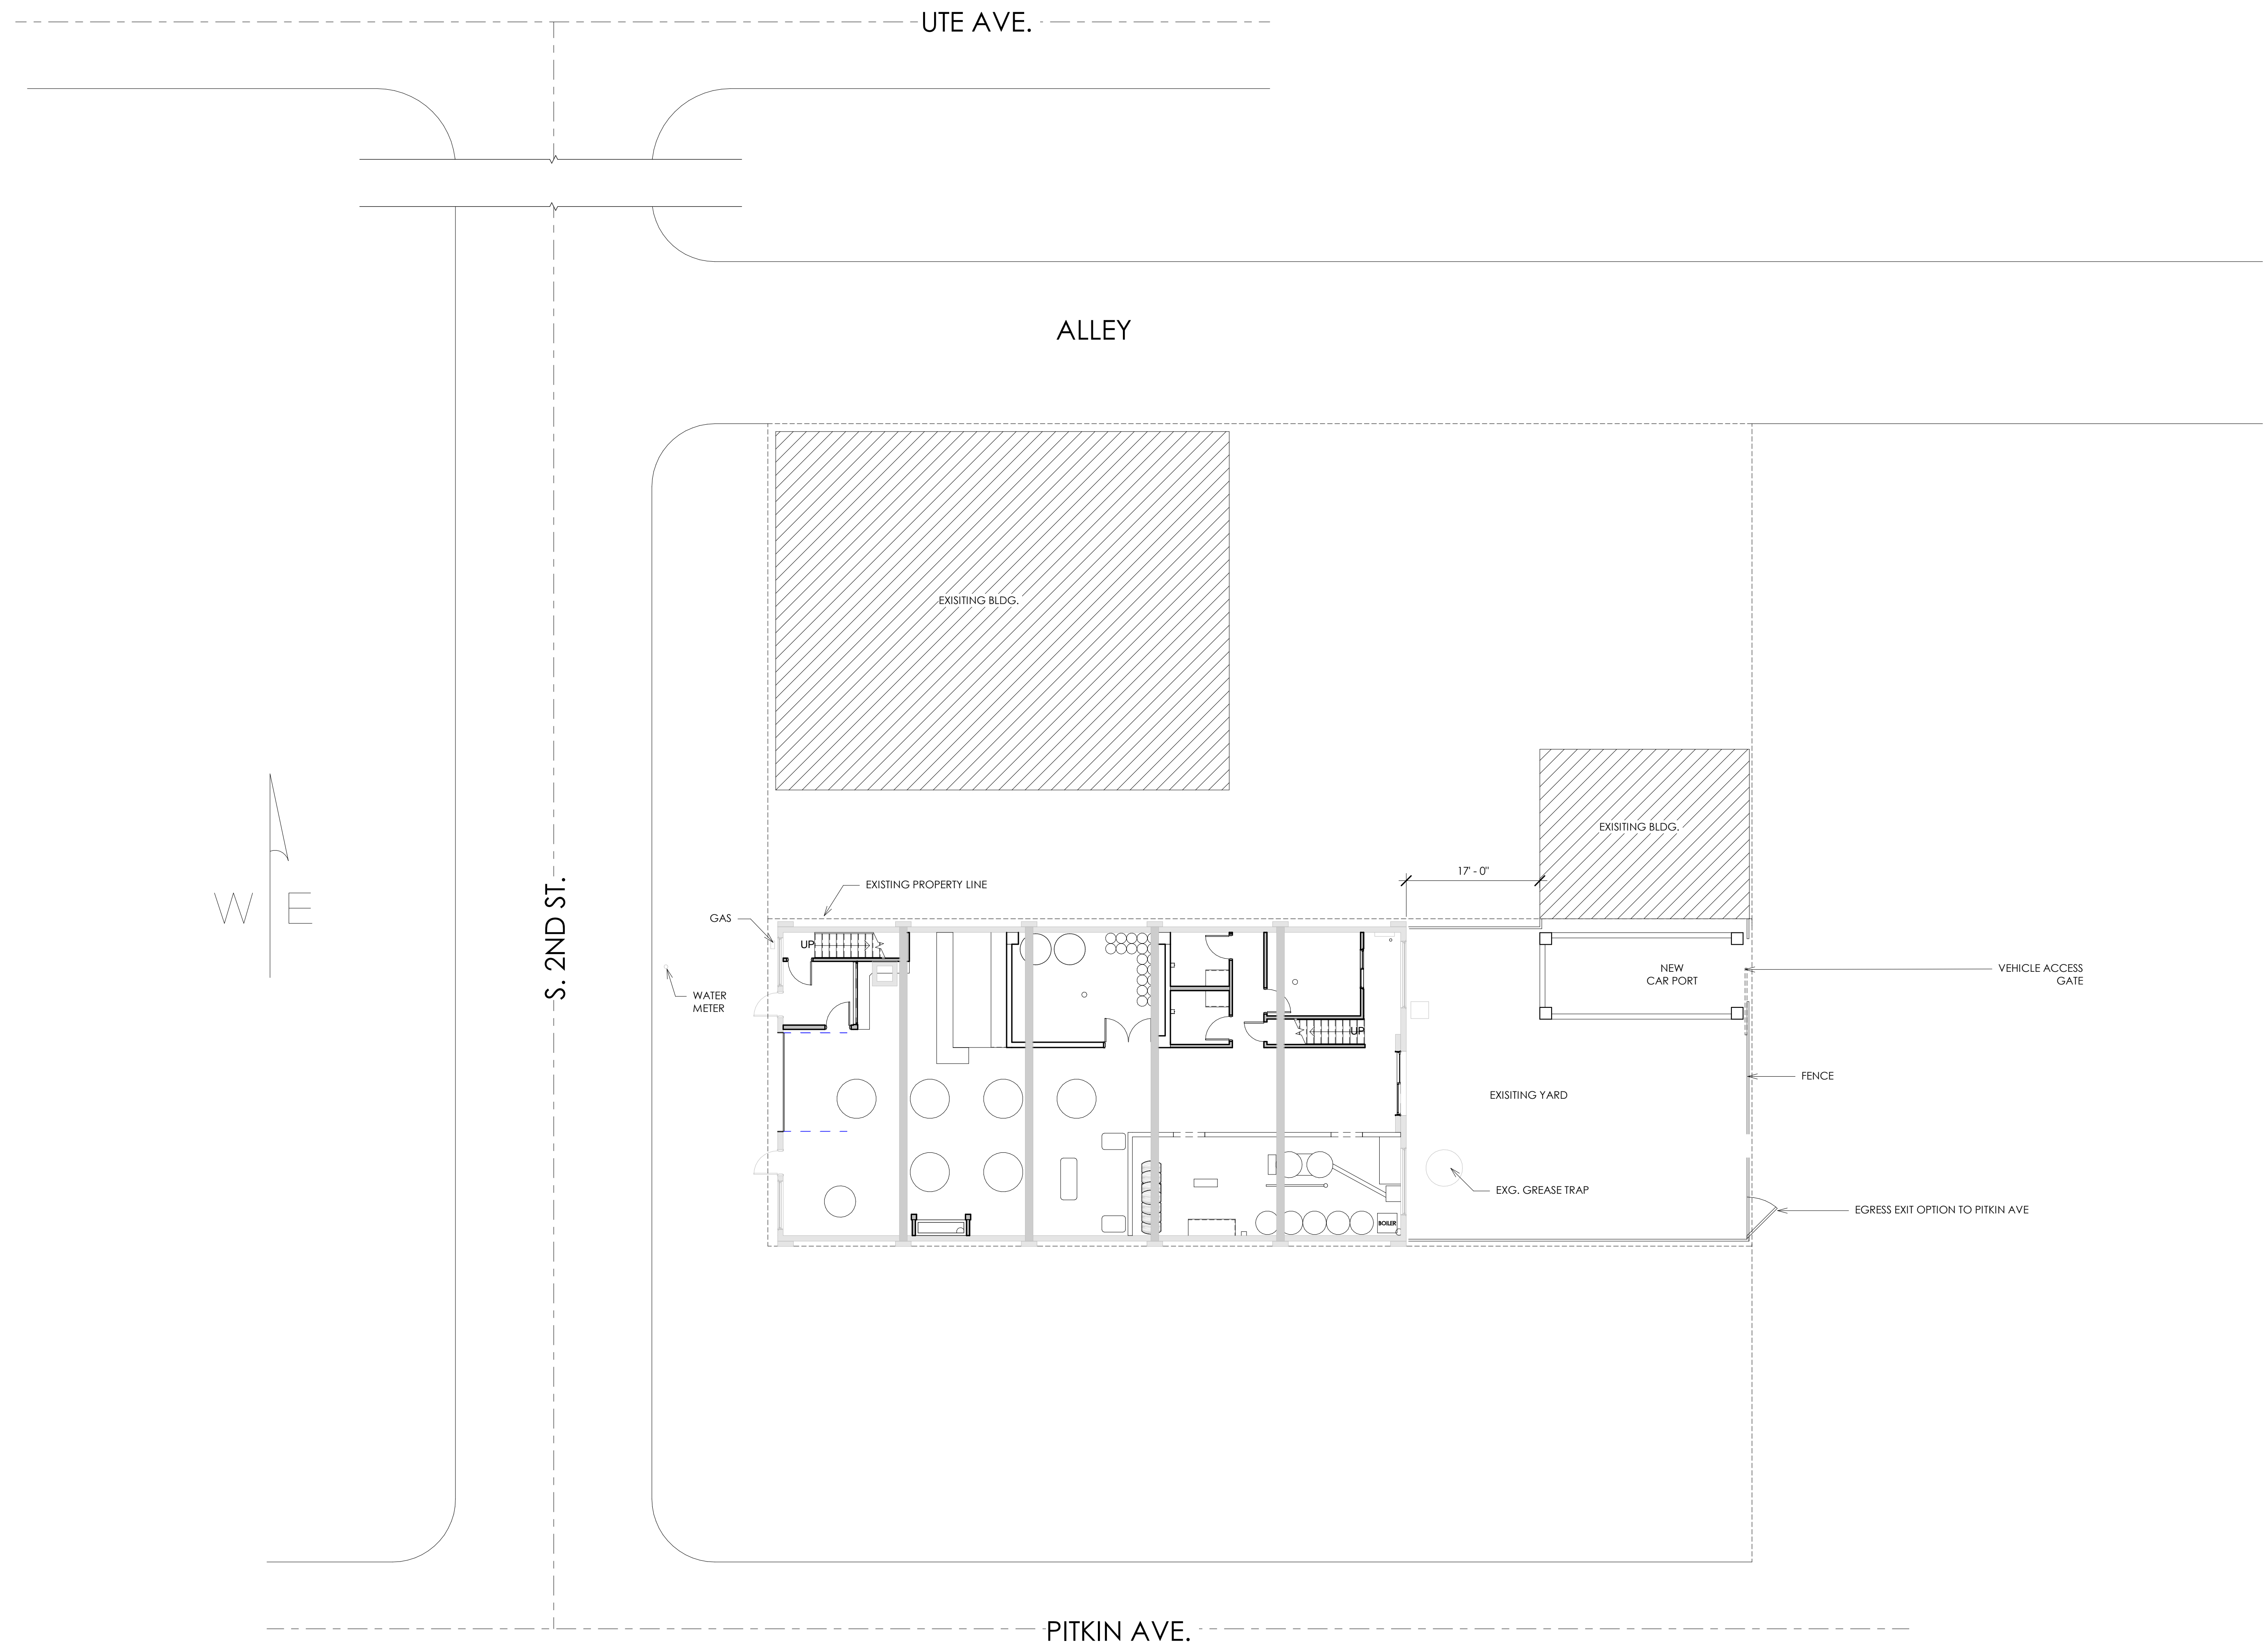 UTE AVE.
ALLEY
EXISITING BLDG.
EXISITING BLDG.
17' - 0"
EXISTING PROPERTY LINE
GAS
W E
S. 2ND ST.
UP
WATER
METER
NEW
CAR PORT
VEHICLE ACCESS
GATE
UP
FENCE
EXISITING YARD
EXG. GREASE TRAP
EGRESS EXIT OPTION TO PITKIN AVE
BOILER
PITKIN AVE.